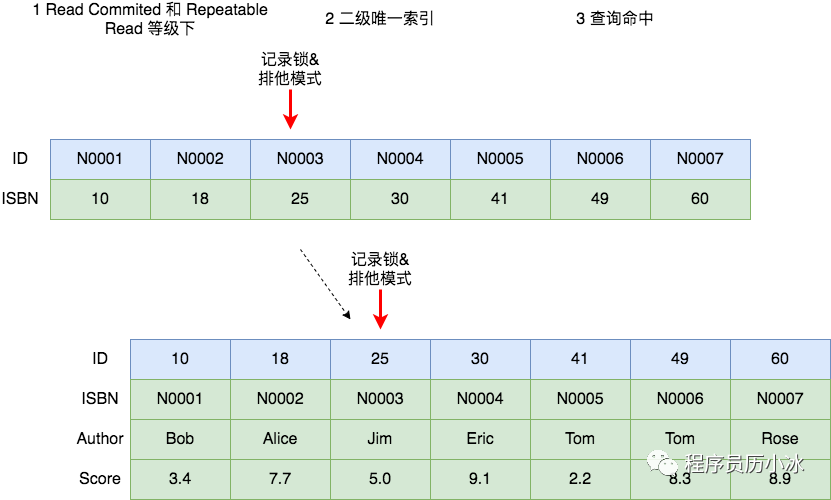 1 Read Commited 和 Repeatable
Read 等级下
2 二级唯一索引
3 查询命中
记录锁&
排他模式
ID N0001 N0002 N0003 N0004 N0005 N0006 N0007
ISBN 10 18 25 30 41 49 60
记录锁&
排他模式
ID 10 18 25 30 41 49 60
ISBN N0001 N0002 N0003 N0004 N0005 N0006 N0007
Author Bob Alice Jim Eric Tom Tom Rose
Score 3.4 7.7 5.0 9.1 2.2 8.3 8.9
程序员历小冰